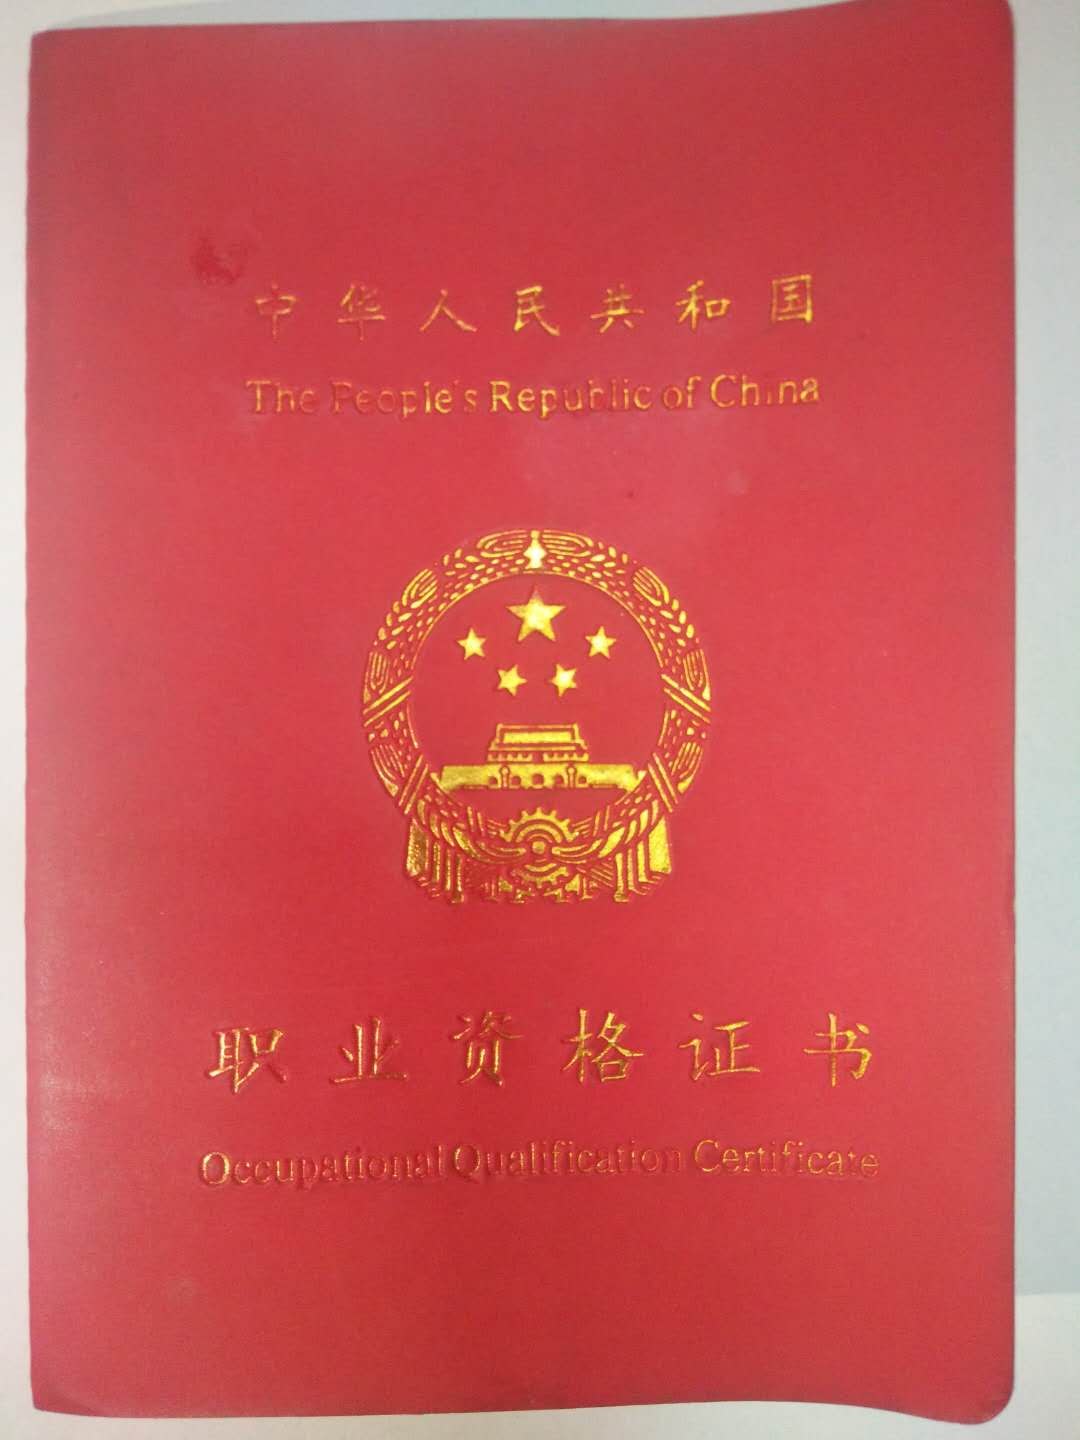 中华人民共和国
The People's Republic of China
职业资格证书
Occupational Qualification Certificate